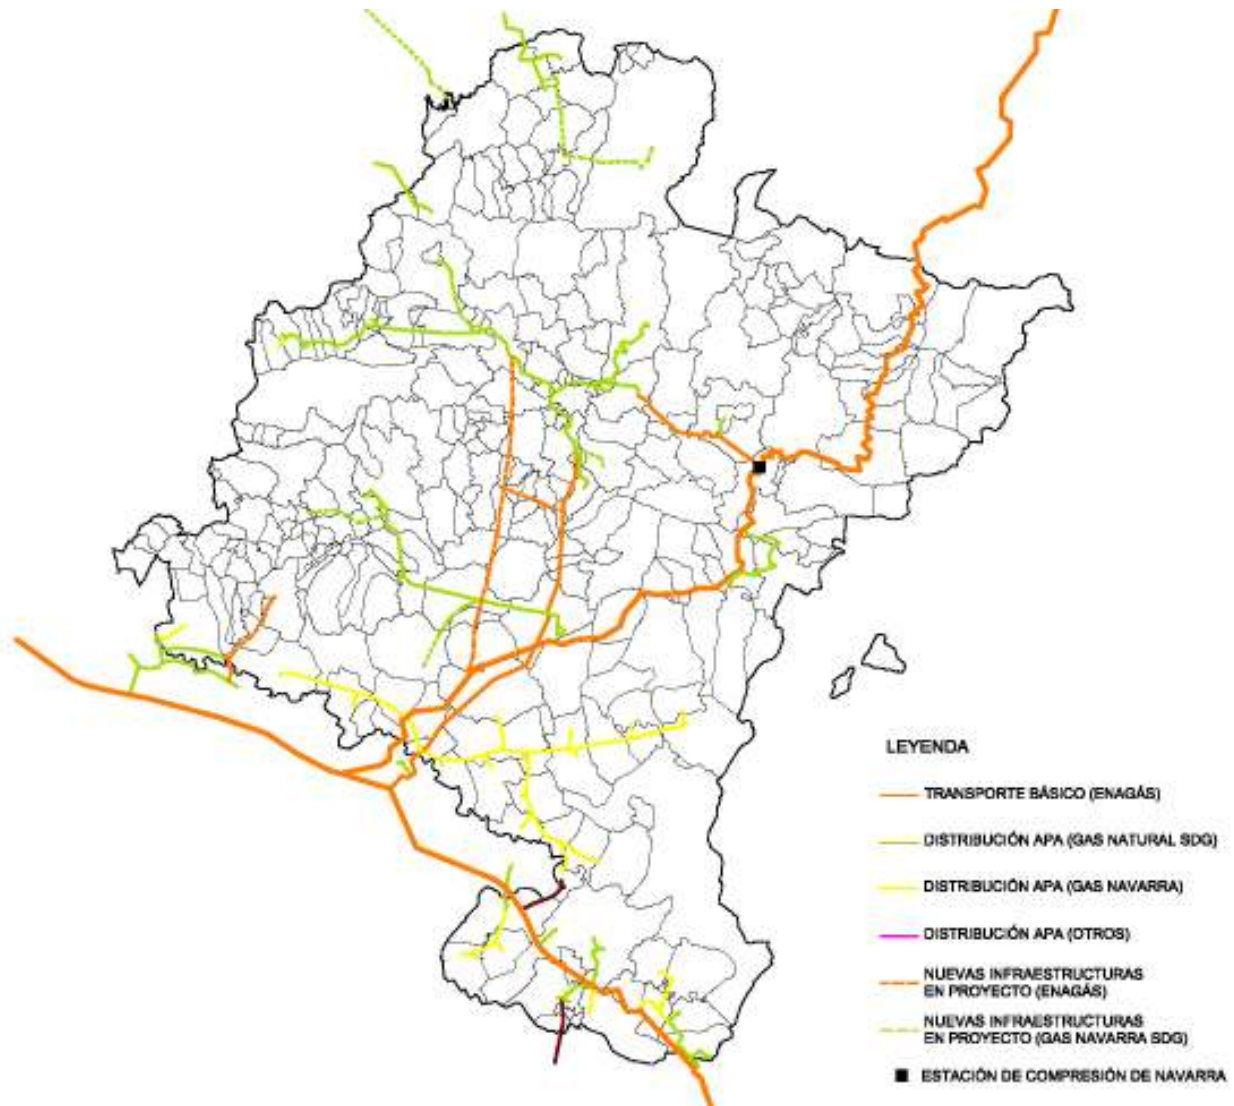 LEYENDA
TRANSPORTE BÁSICO (ENAGÁS)
DISTRIBUCIÓN APA (GAS NATURAL SDG)
DISTRIBUCIÓN APA (GAS NAVARRA)
DISTRIBUCIÓN APA (OTROS)
NUEVAS INFRAESTRUCTURAS
EN PROYECTO (ENAGÁS)
NUEVAS INFRAESTRUCTURAS
EN PROYECTO (GAS NAVARRA SDG)
ESTACIÓN DE COMPRESIÓN DE NAVARRA